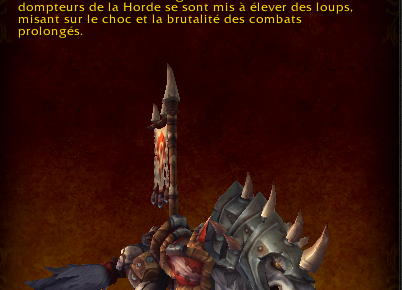 dompteurs de la Horde se sont mis à élever des loups,
misant sur le choc et la brutalité des combats
prolongés.